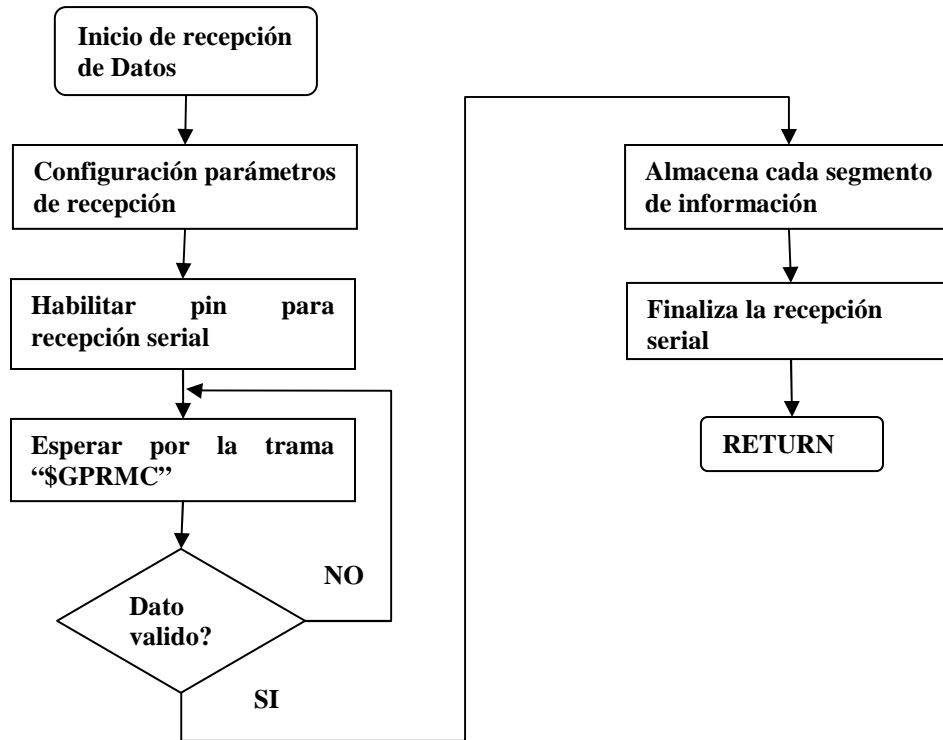 Inicio de recepción
de Datos
Configuración parámetros
de recepción
Habilitar pin para
recepción serial
Esperar por la trama
“$GPRMC”
Dato
valido?
NO
SI
Almacena cada segmento
de información
Finaliza la recepción
serial
RETURN